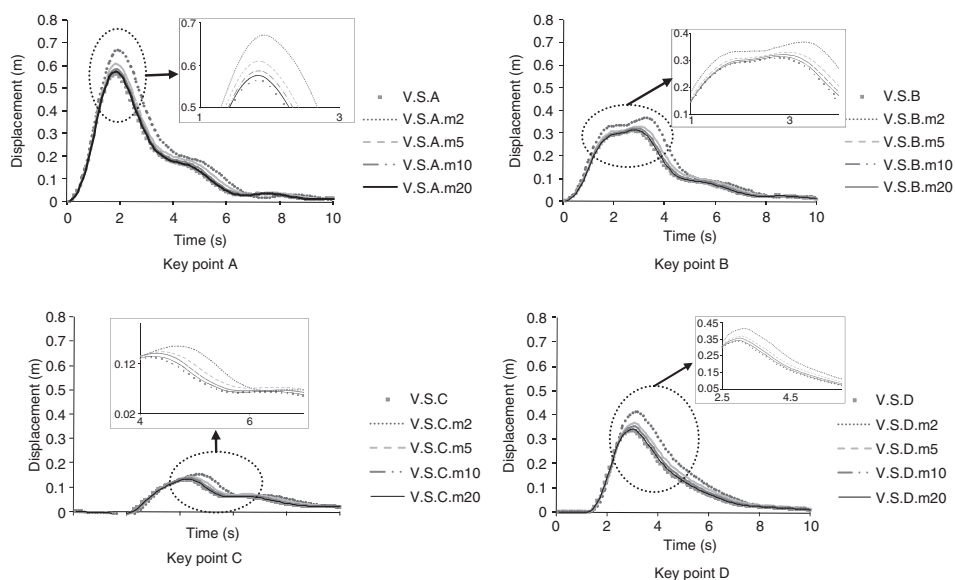 0.8
0.7
0.6
0.5
0.4
0.3
0.2
0.1
0
Displacement (m)
0.7
0.6
0.5
1
3
0
2
4
6
8
10
Time (s)
Key point A
V.S.A
V.S.A.m2
V.S.A.m5
V.S.A.m10
V.S.A.m20
0.8
0.7
0.6
0.5
0.4
0.3
0.2
0.1
0
Displacement (m)
0.4
0.3
0.2
0.1
1
3
0
2
4
6
8
10
Time (s)
Key point B
V.S.B
V.S.B.m2
V.S.B.m5
V.S.B.m10
V.S.B.m20
0.8
0.7
0.6
0.5
0.4
0.3
0.2
0.1
0
Displacement (m)
0.12
0.02
4
6
Time (s)
Key point C
V.S.C
V.S.C.m2
V.S.C.m5
V.S.C.m10
V.S.C.m20
0.8
0.7
0.6
0.5
0.4
0.3
0.2
0.1
0
Displacement (m)
0.45
0.35
0.25
0.15
0.05
2.5
4.5
0
2
4
6
8
10
Time (s)
Key point D
V.S.D
V.S.D.m2
V.S.D.m5
V.S.D.m10
V.S.D.m20